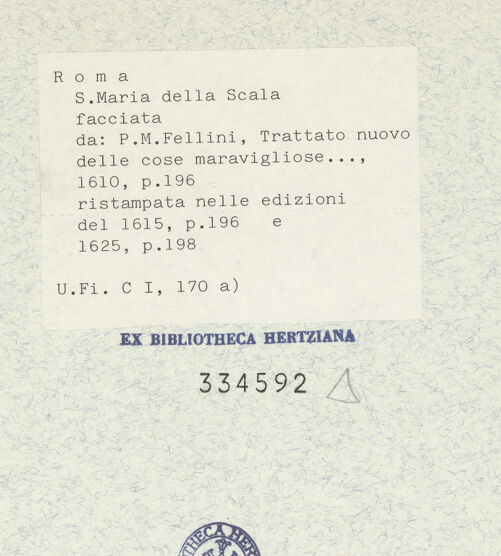 R o m a
S.Maria della Scala
facciata
da: P.M.Fellini, Trattato nuovo
delle cose maravigliose...,
1610, p.196
ristampata nelle edizioni
del 1615, p.196 e
1625, p.198
U.Fi. C I, 170 a)
EX BIBLIOTHECA HERTZIANA
334592